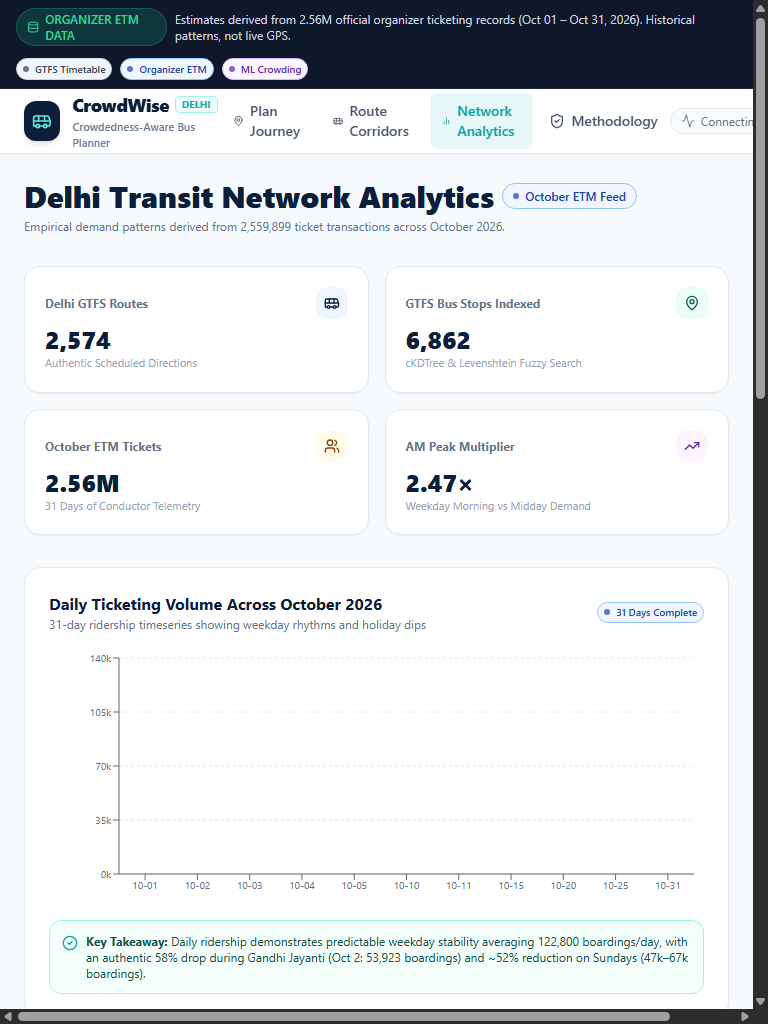 ORGANIZER ETM
DATA
Estimates derived from 2.56M official organizer ticketing records (Oct 01 – Oct 31, 2026). Historical
patterns, not live GPS.
GTFS Timetable
Organizer ETM
ML Crowding
CrowdWise DELHI
Crowdedness-Aware Bus
Planner
Plan
Journey
Route
Corridors
Network
Analytics
Methodology
Connectin
Delhi Transit Network Analytics
October ETM Feed
Empirical demand patterns derived from 2,559,899 ticket transactions across October 2026.
Delhi GTFS Routes
2,574
Authentic Scheduled Directions
GTFS Bus Stops Indexed
6,862
cKDTree & Levenshtein Fuzzy Search
October ETM Tickets
2.56M
31 Days of Conductor Telemetry
AM Peak Multiplier
2.47×
Weekday Morning vs Midday Demand
Daily Ticketing Volume Across October 2026
31-day ridership timeseries showing weekday rhythms and holiday dips
31 Days Complete
140k
105k
70k
35k
0k
10-01 10-02 10-03 10-04 10-05 10-10 10-11 10-15 10-20 10-25 10-31
Key Takeaway: Daily ridership demonstrates predictable weekday stability averaging 122,800 boardings/day, with
an authentic 58% drop during Gandhi Jayanti (Oct 2: 53,923 boardings) and ~52% reduction on Sundays (47k–67k
boardings).